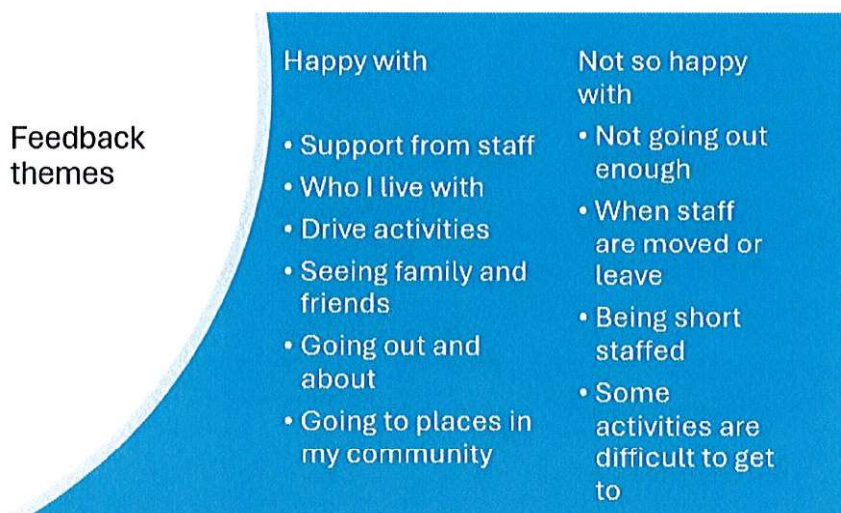 Feedback
themes
Happy with
• Support from staff
• Who I live with
• Drive activities
• Seeing family and
friends
• Going out and
about
• Going to places in
my community
Not so happy
with
• Not going out
enough
• When staff
are moved or
leave
• Being short
staffed
• Some
activities are
difficult to get
to